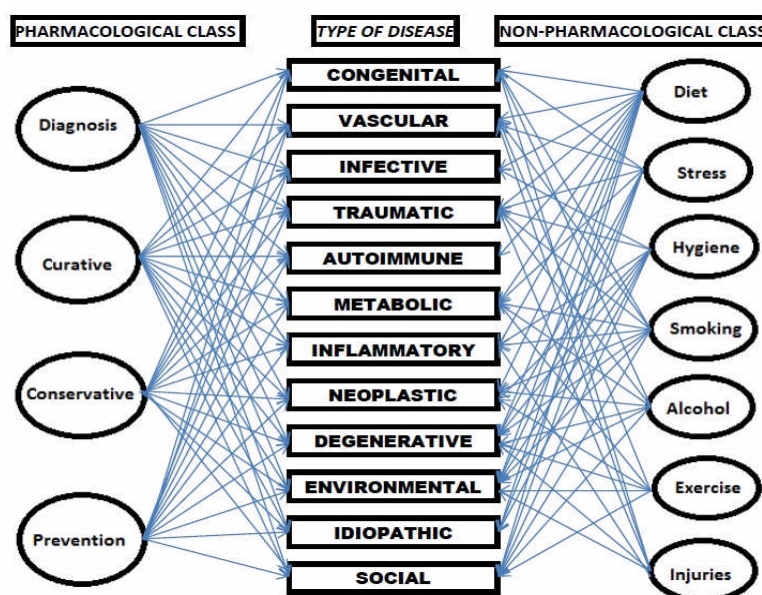 PHARMACOLOGICAL CLASS
TYPE OF DISEASE
NON-PHARMACOLOGICAL CLASS
Diagnosis
Curative
Conservative
Prevention
CONGENITAL
VASCULAR
INFECTIVE
TRAUMATIC
AUTOIMMUNE
METABOLIC
INFLAMMATORY
NEOPLASTIC
DEGENERATIVE
ENVIRONMENTAL
IDIOPATHIC
SOCIAL
Diet
Stress
Hygiene
Smoking
Alcohol
Exercise
Injuries